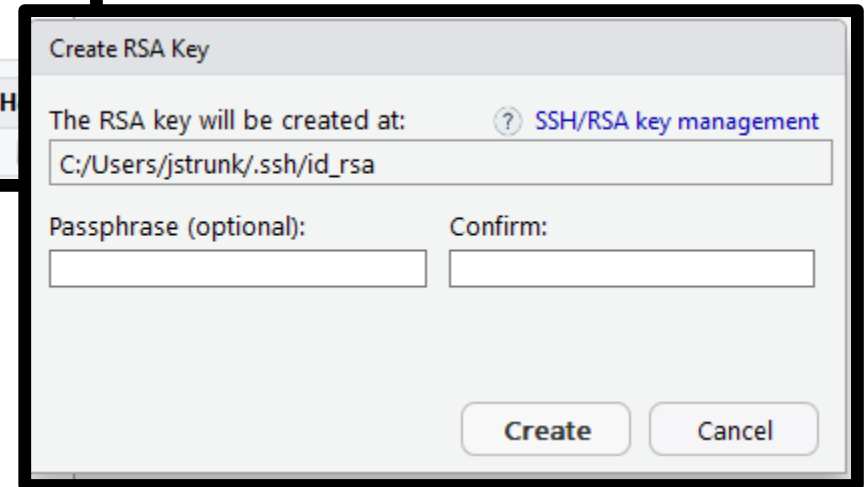 Create RSA Key
The RSA key will be created at: ? SSH/RSA key management
C:/Users/jstrunk/.ssh/id_rsa
Passphrase (optional): Confirm:
Create Cancel